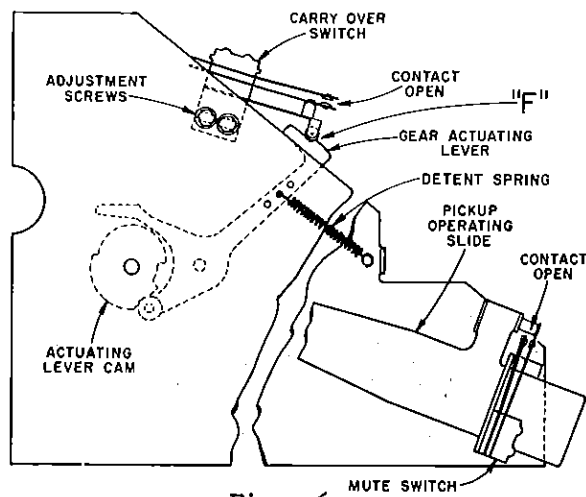 CARRY OVER
SWITCH
ADJUSTMENT
SCREWS
CONTACT
OPEN
"F"
GEAR ACTUATING
LEVER
DETENT SPRING
PICKUP
OPERATING
SLIDE
CONTACT
OPEN
ACTUATING
LEVER CAM
MUTE SWITCH